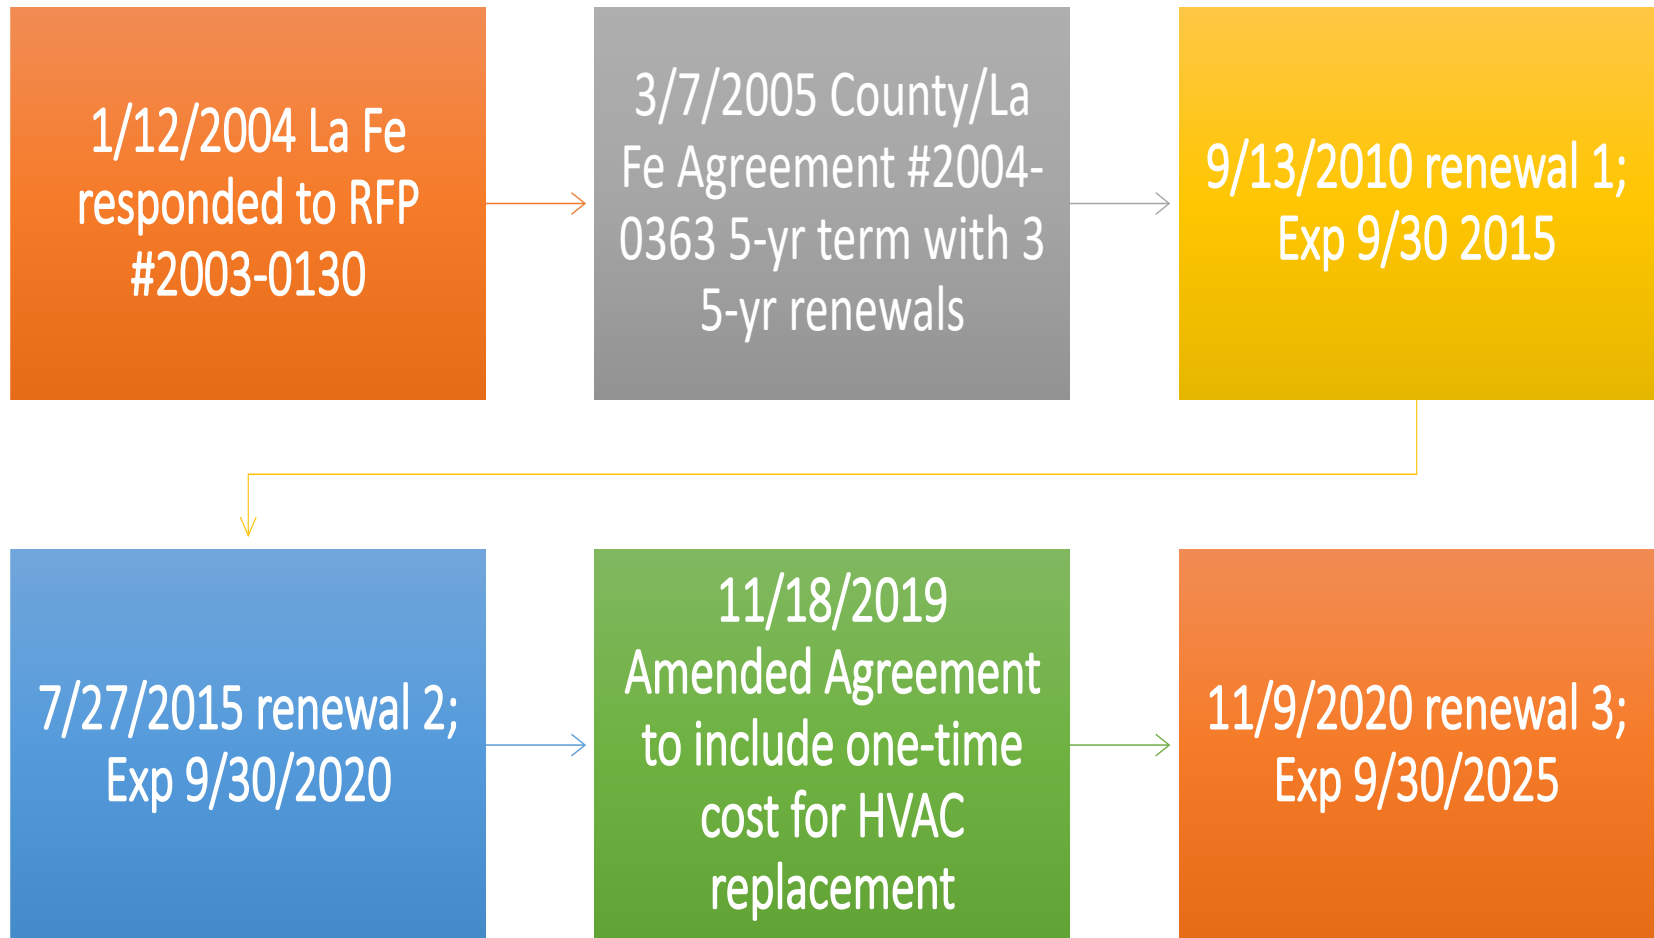 1/12/2004 La Fe
responded to RFP
#2003-0130
3/7/2005 County/La
Fe Agreement #2004-
0363 5-yr term with 3
5-yr renewals
9/13/2010 renewal 1;
Exp 9/30 2015
7/27/2015 renewal 2;
Exp 9/30/2020
11/18/2019
Amended Agreement
to include one-time
cost for HVAC
replacement
11/9/2020 renewal 3;
Exp 9/30/2025